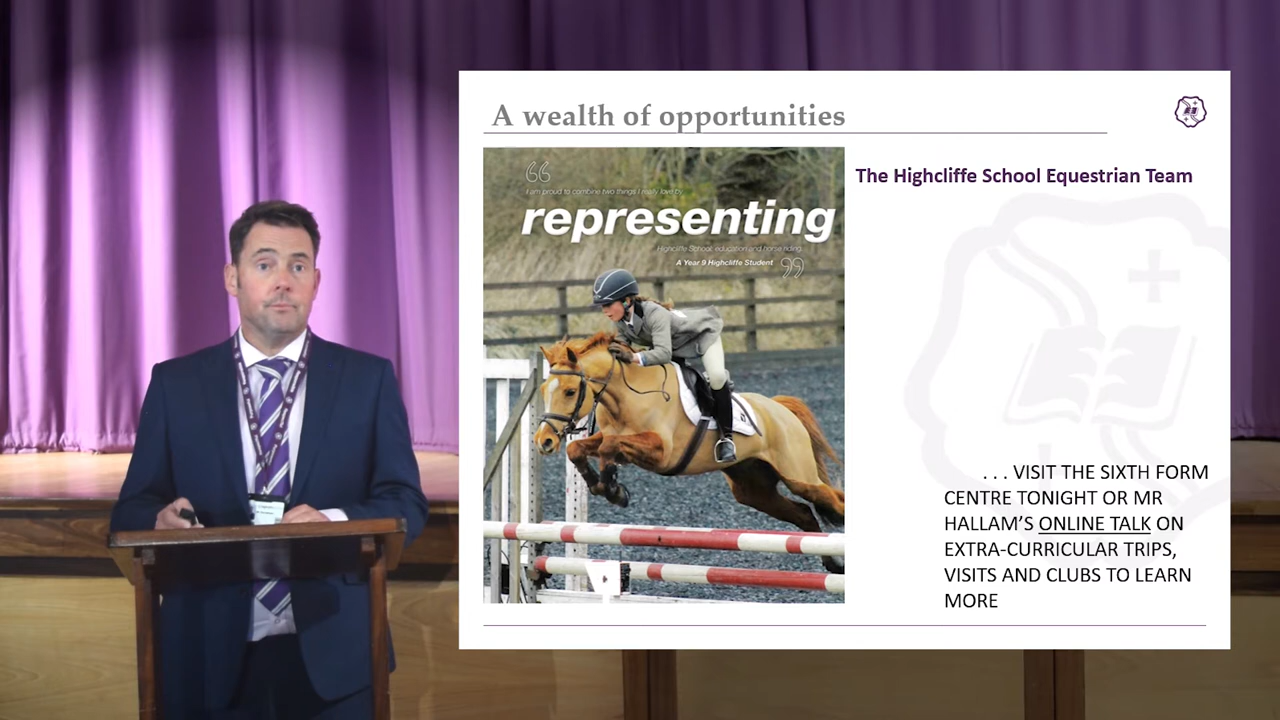 A wealth of opportunities
“
I am proud to combine two things I really love by
representing
Highcliffe School: education and horse riding
A Year 9 Highcliffe Student
”
The Highcliffe School Equestrian Team
. . . VISIT THE SIXTH FORM
CENTRE TONIGHT OR MR
HALLAM’S ONLINE TALK ON
EXTRA-CURRICULAR TRIPS,
VISITS AND CLUBS TO LEARN
MORE